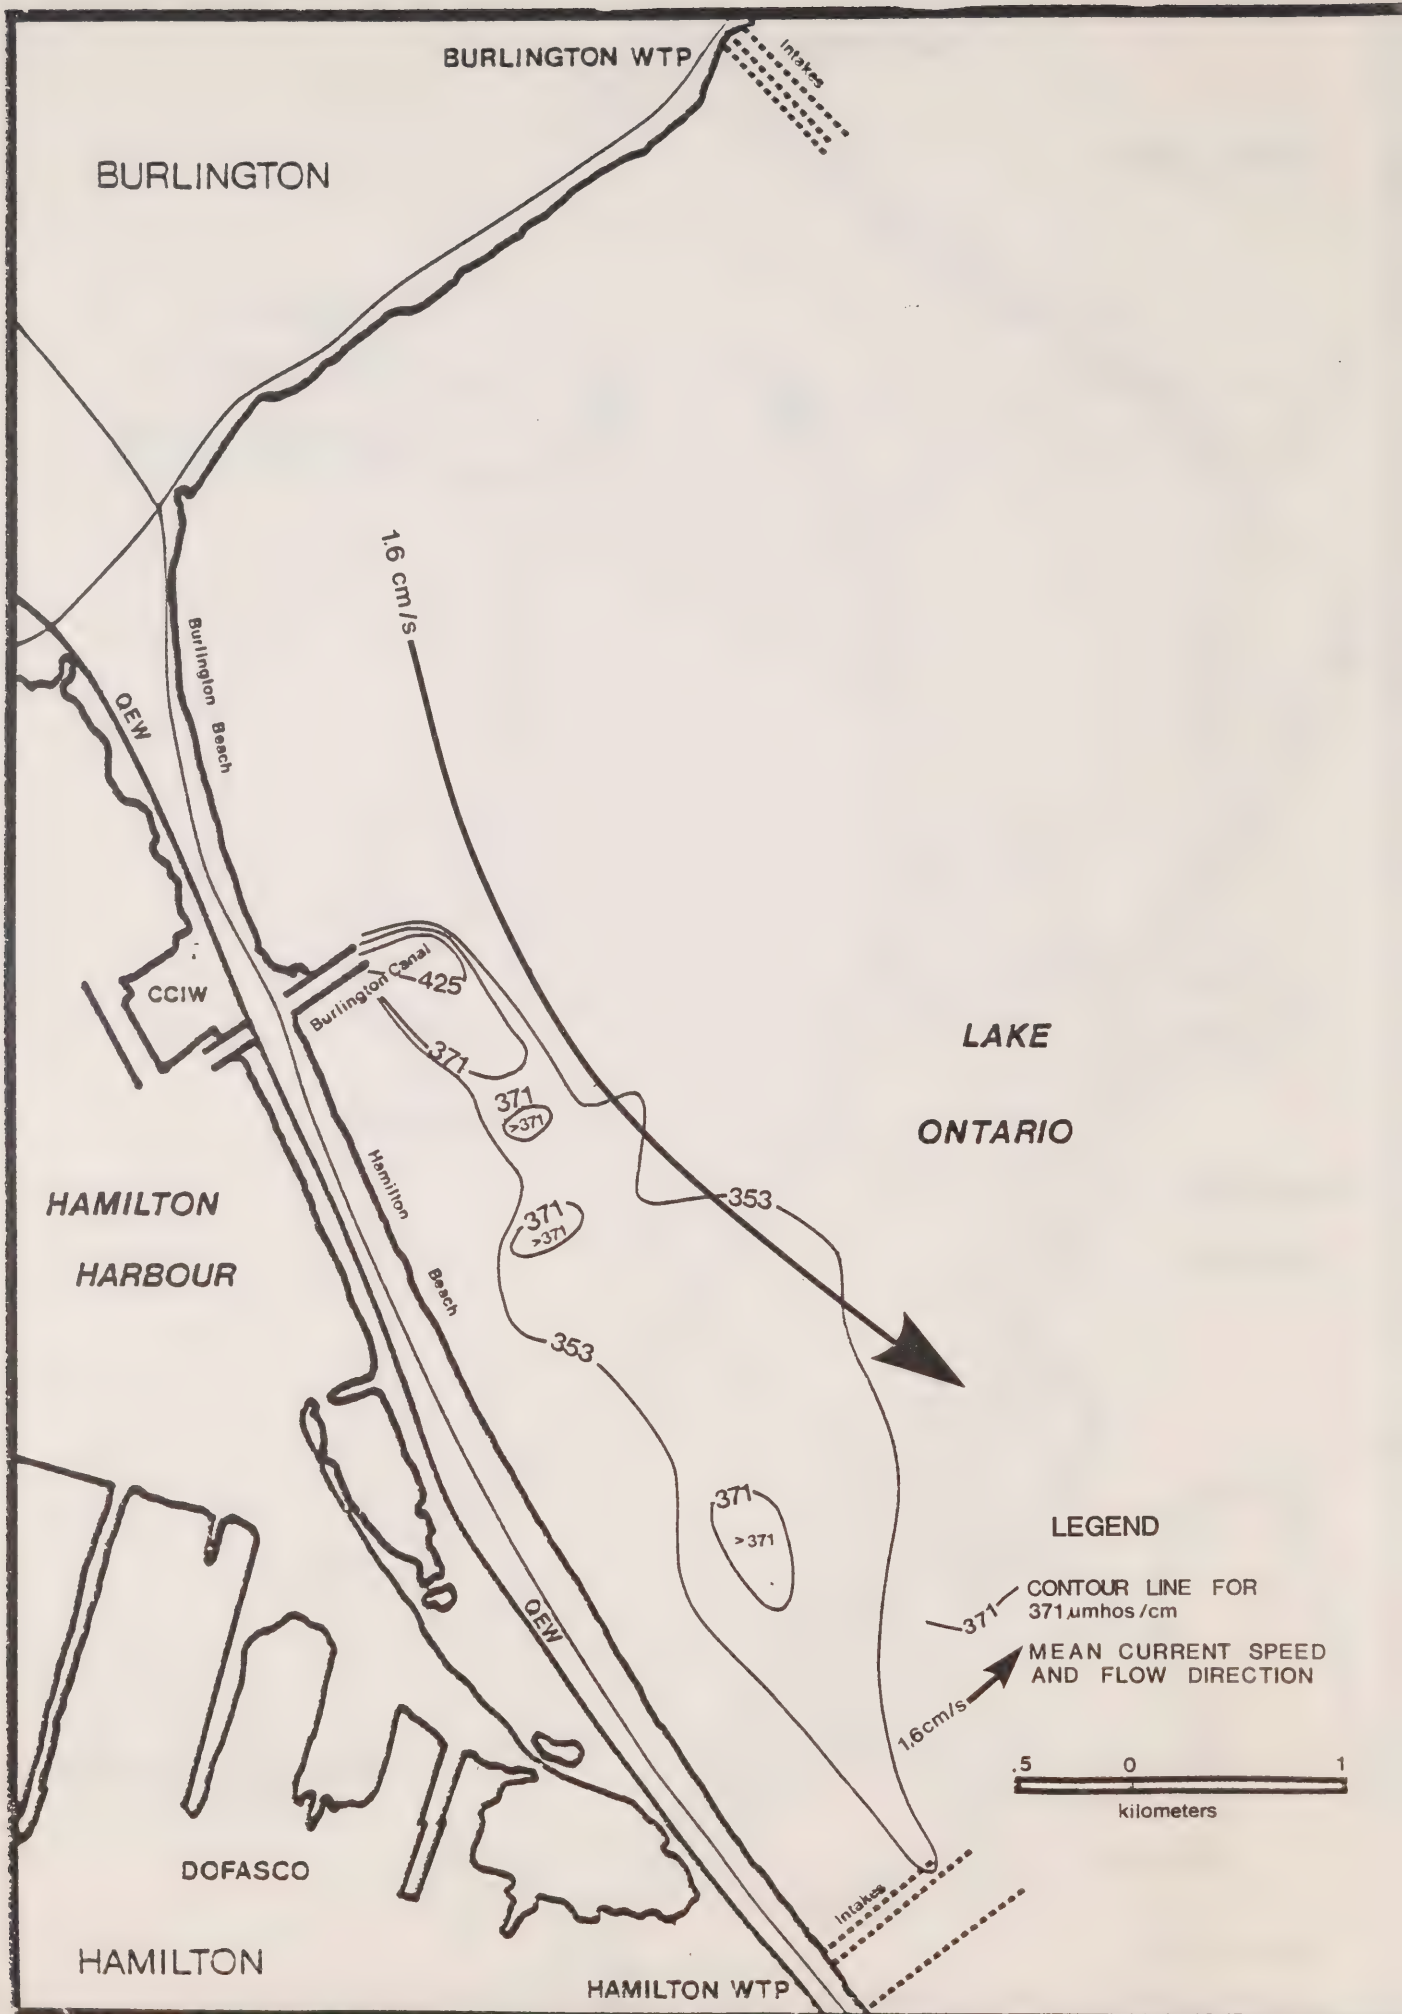 BURLINGTON WTP
Intakes
BURLINGTON
1.6 cm/s
Burlington Beach
QEW
CCIW
Burlington Canal
425
371
371
>371
LAKE
ONTARIO
Hamilton
Beach
HAMILTON
HARBOUR
371
>371
353
353
371
>371
LEGEND
371
CONTOUR LINE FOR
371 µmhos/cm
MEAN CURRENT SPEED
AND FLOW DIRECTION
1.6cm/s
QEW
.5 0 1
kilometers
DOFASCO
Intakes
HAMILTON
HAMILTON WTP